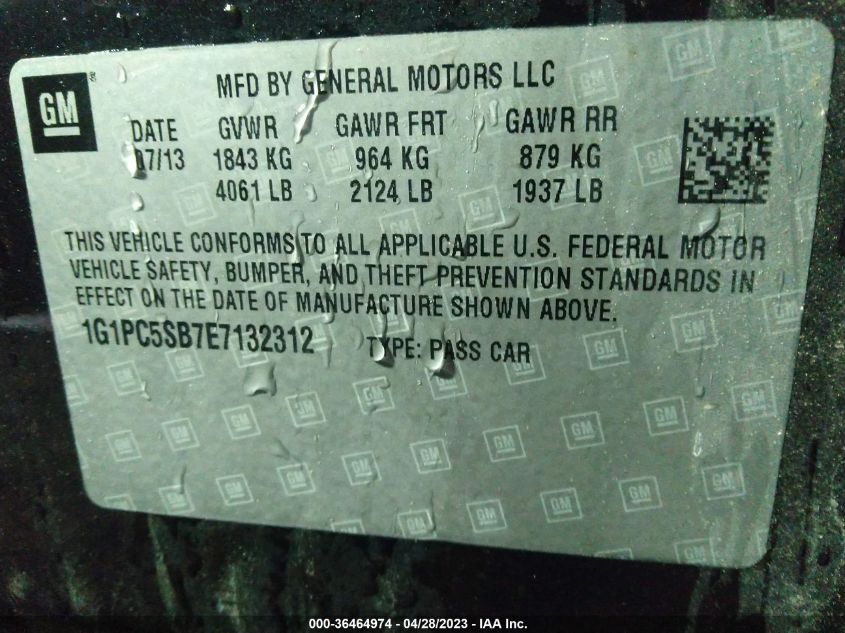 GM ®
MFD BY GENERAL MOTORS LLC
DATE GVWR GAWR FRT GAWR RR
07/13 1843 KG 964 KG 879 KG
4061 LB 2124 LB 1937 LB
THIS VEHICLE CONFORMS TO ALL APPLICABLE U.S. FEDERAL MOTOR
VEHICLE SAFETY, BUMPER, AND THEFT PREVENTION STANDARDS IN
EFFECT ON THE DATE OF MANUFACTURE SHOWN ABOVE.
1G1PC5SB7E7132312 TYPE: PASS CAR
000-36464974 - 04/28/2023 - IAA Inc.